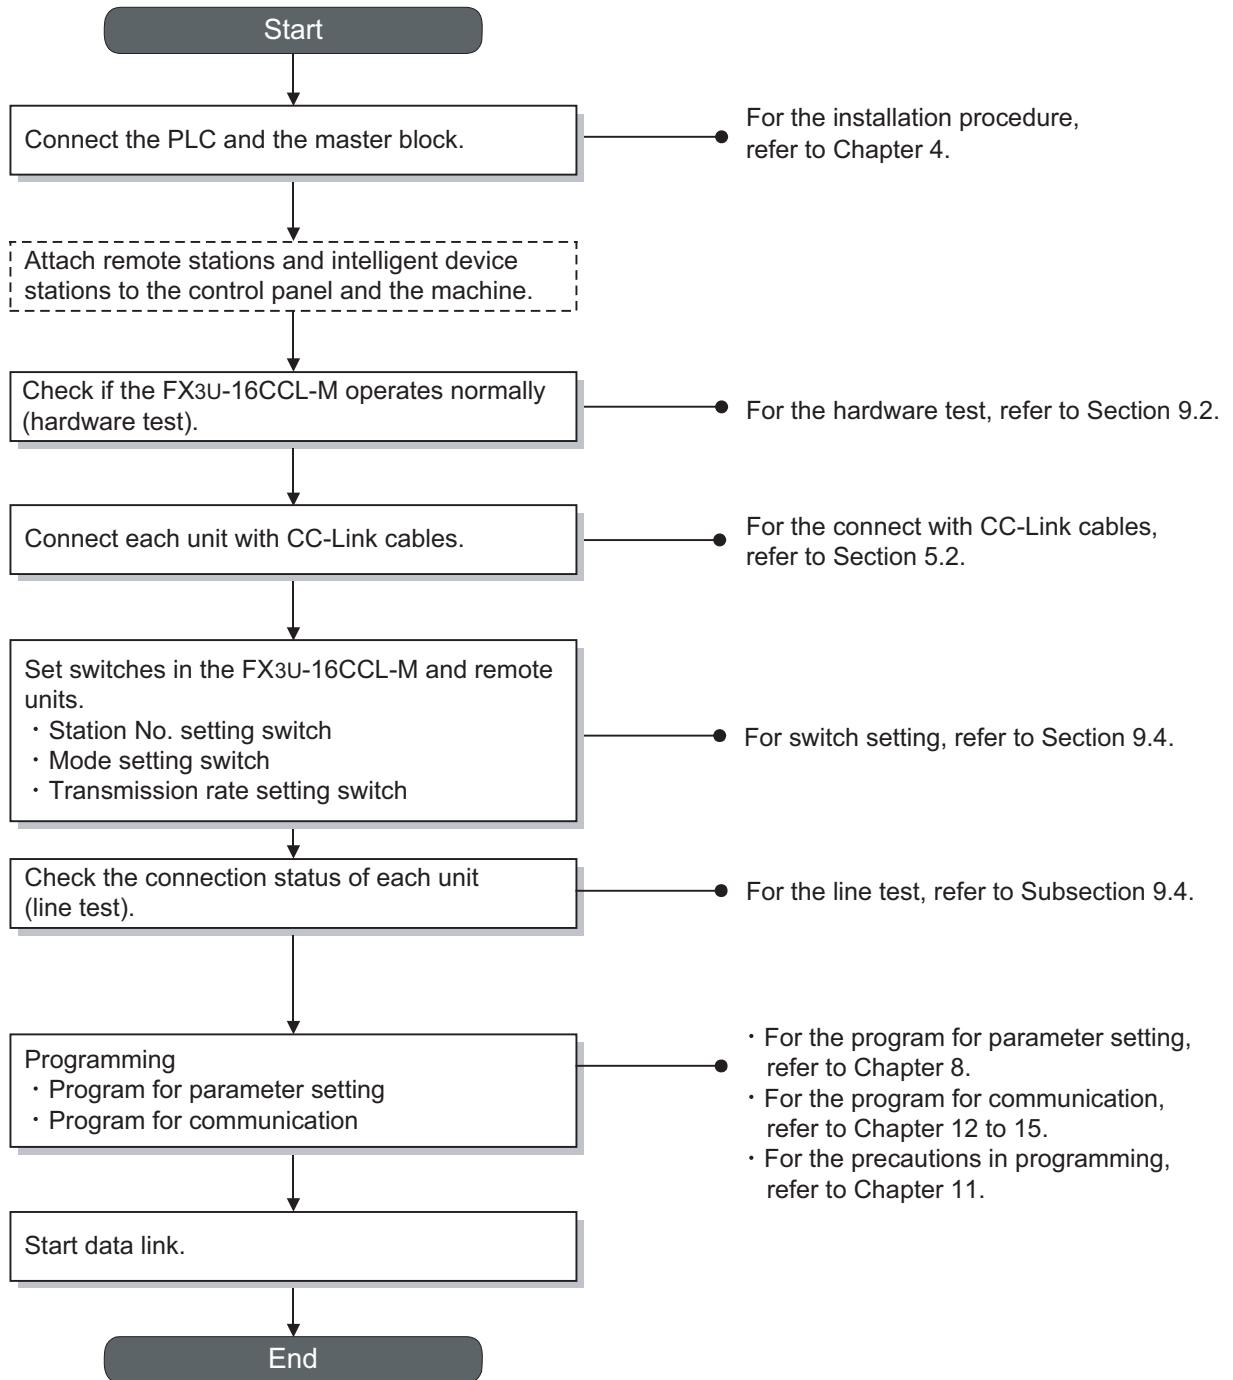 Start
Connect the PLC and the master block.
For the installation procedure,
refer to Chapter 4.
Attach remote stations and intelligent device
stations to the control panel and the machine.
Check if the FX3U-16CCL-M operates normally
(hardware test).
For the hardware test, refer to Section 9.2.
Connect each unit with CC-Link cables.
For the connect with CC-Link cables,
refer to Section 5.2.
Set switches in the FX3U-16CCL-M and remote
units.
・Station No. setting switch
・Mode setting switch
・Transmission rate setting switch
For switch setting, refer to Section 9.4.
Check the connection status of each unit
(line test).
For the line test, refer to Subsection 9.4.
Programming
・Program for parameter setting
・Program for communication
・For the program for parameter setting,
refer to Chapter 8.
・For the program for communication,
refer to Chapter 12 to 15.
・For the precautions in programming,
refer to Chapter 11.
Start data link.
End